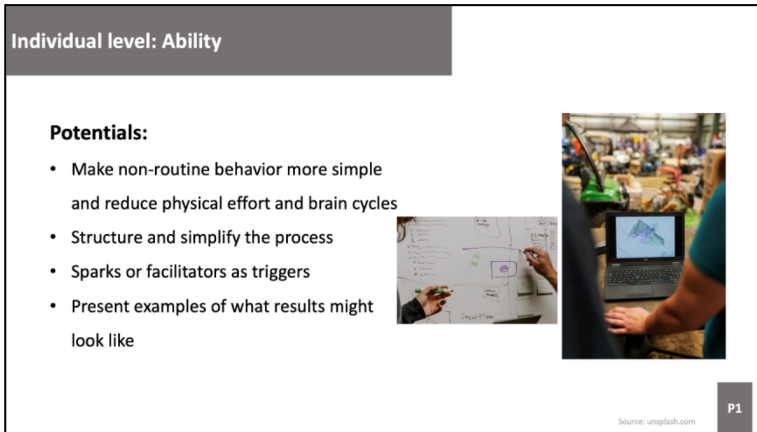 Individual level: Ability
Potentials:
• Make non-routine behavior more simple
and reduce physical effort and brain cycles
• Structure and simplify the process
• Sparks or facilitators as triggers
• Present examples of what results might
look like
Source: unsplash.com
P1